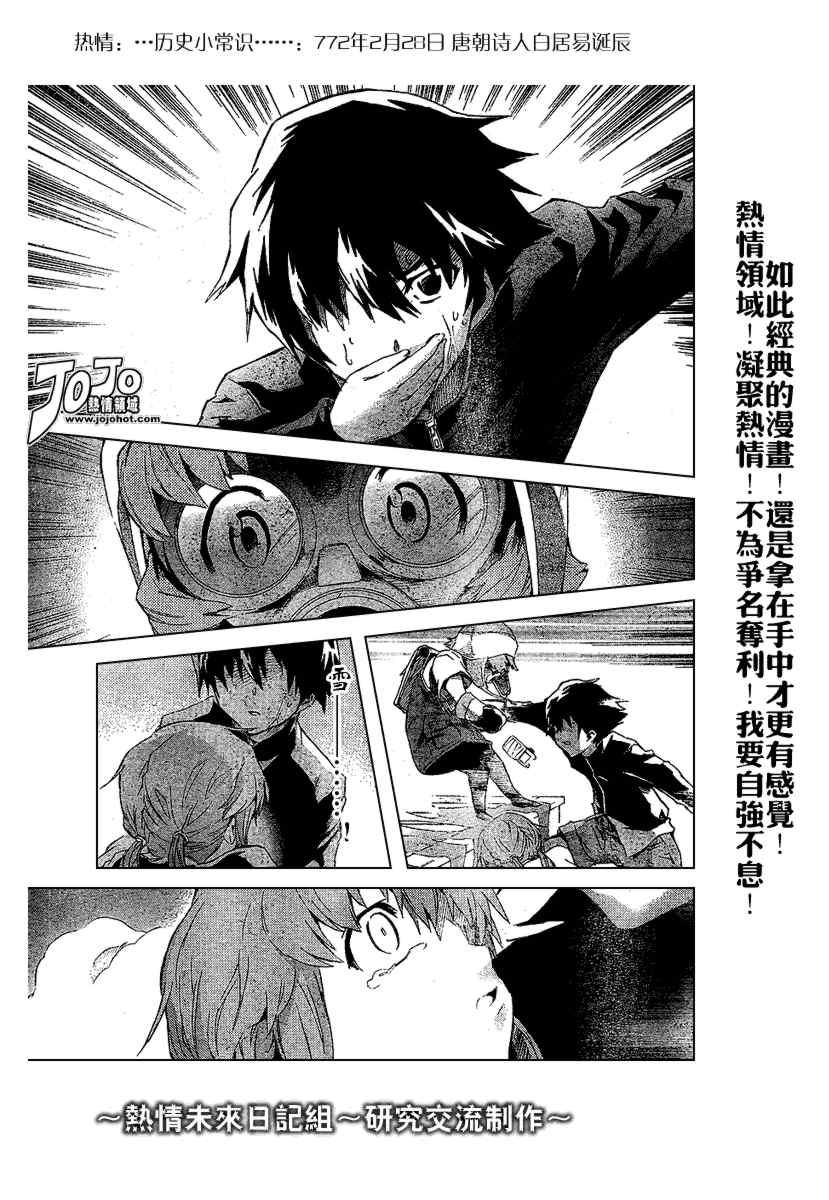 热情：…历史小常识……：772年2月28日 唐朝诗人白居易诞辰
如此經典的漫畫！還是拿在手中才更有感覺！
熱情領域！凝聚熱情！不為爭名奪利！我要自強不息！
JOJO
熱情領域
www.jojohot.com
雪——……！
～熱情未來日記組～研究交流制作～